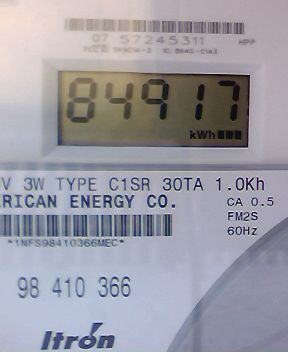 07 57245311 HPP
84917
kWh
V 3W TYPE C1SR 30TA 1.0Kh
RICAN ENERGY CO. CA 0.5
FM2S
*1NFS98410366MEC* 60Hz
98 410 366
Itron